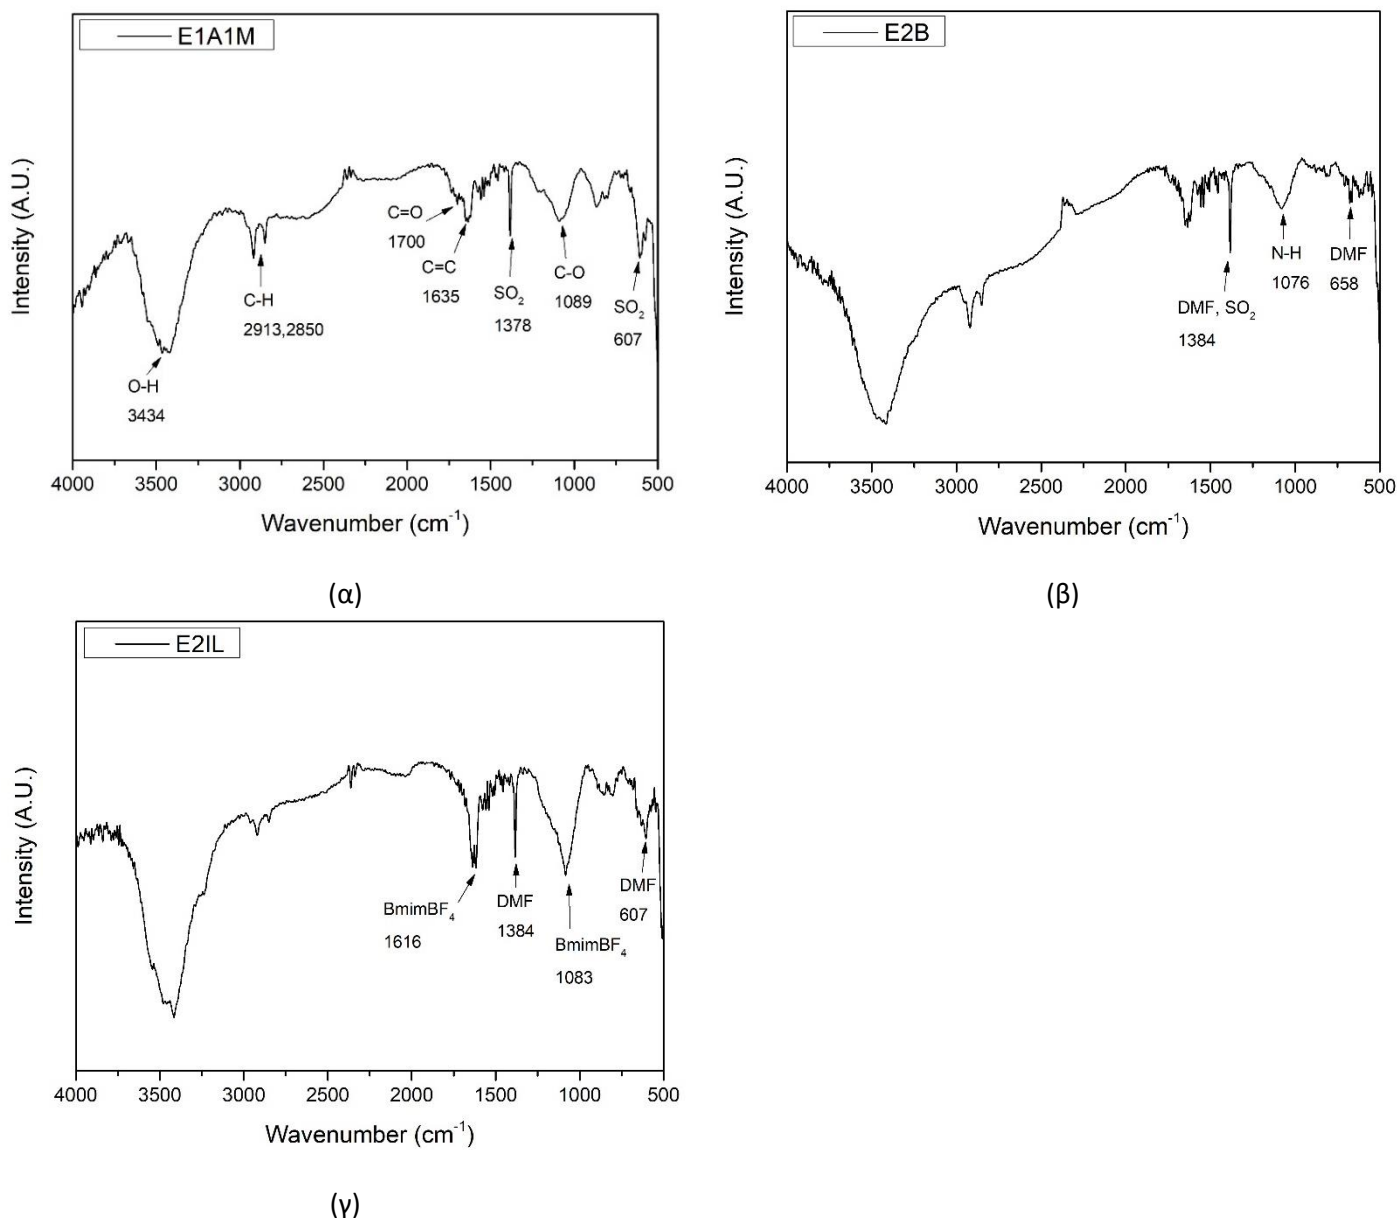 E1A1M
Intensity (A.U.)
C=O
1700
C=C
1635
SO₂
1378
C-O
1089
SO₂
607
C-H
2913,2850
O-H
3434
4000 3500 3000 2500 2000 1500 1000 500
Wavenumber (cm⁻¹)
(α)
E2B
Intensity (A.U.)
N-H
1076
DMF
658
DMF, SO₂
1384
4000 3500 3000 2500 2000 1500 1000 500
Wavenumber (cm⁻¹)
(β)
E2IL
Intensity (A.U.)
BmimBF₄
1616
DMF
1384
BmimBF₄
1083
DMF
607
4000 3500 3000 2500 2000 1500 1000 500
Wavenumber (cm⁻¹)
(γ)